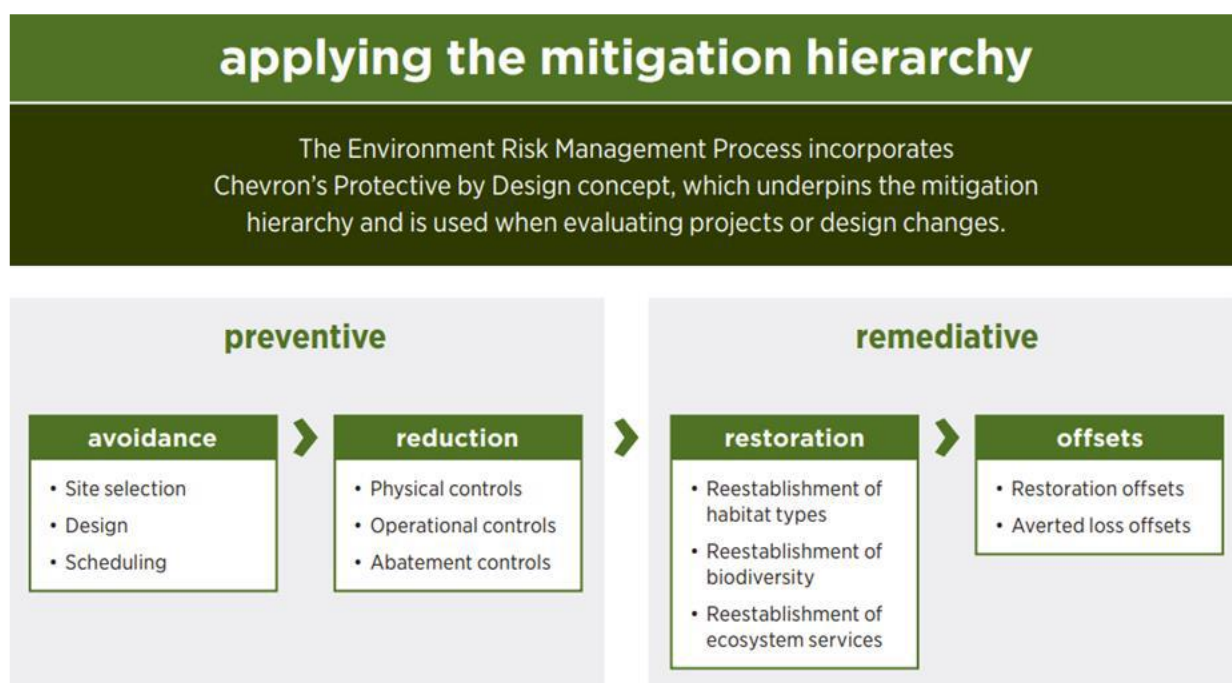 applying the mitigation hierarchy
The Environment Risk Management Process incorporates
Chevron's Protective by Design concept, which underpins the mitigation
hierarchy and is used when evaluating projects or design changes.
preventive
avoidance
• Site selection
• Design
• Scheduling
reduction
• Physical controls
• Operational controls
• Abatement controls
remediative
restoration
• Reestablishment of
habitat types
• Reestablishment of
biodiversity
• Reestablishment of
ecosystem services
offsets
• Restoration offsets
• Averted loss offsets